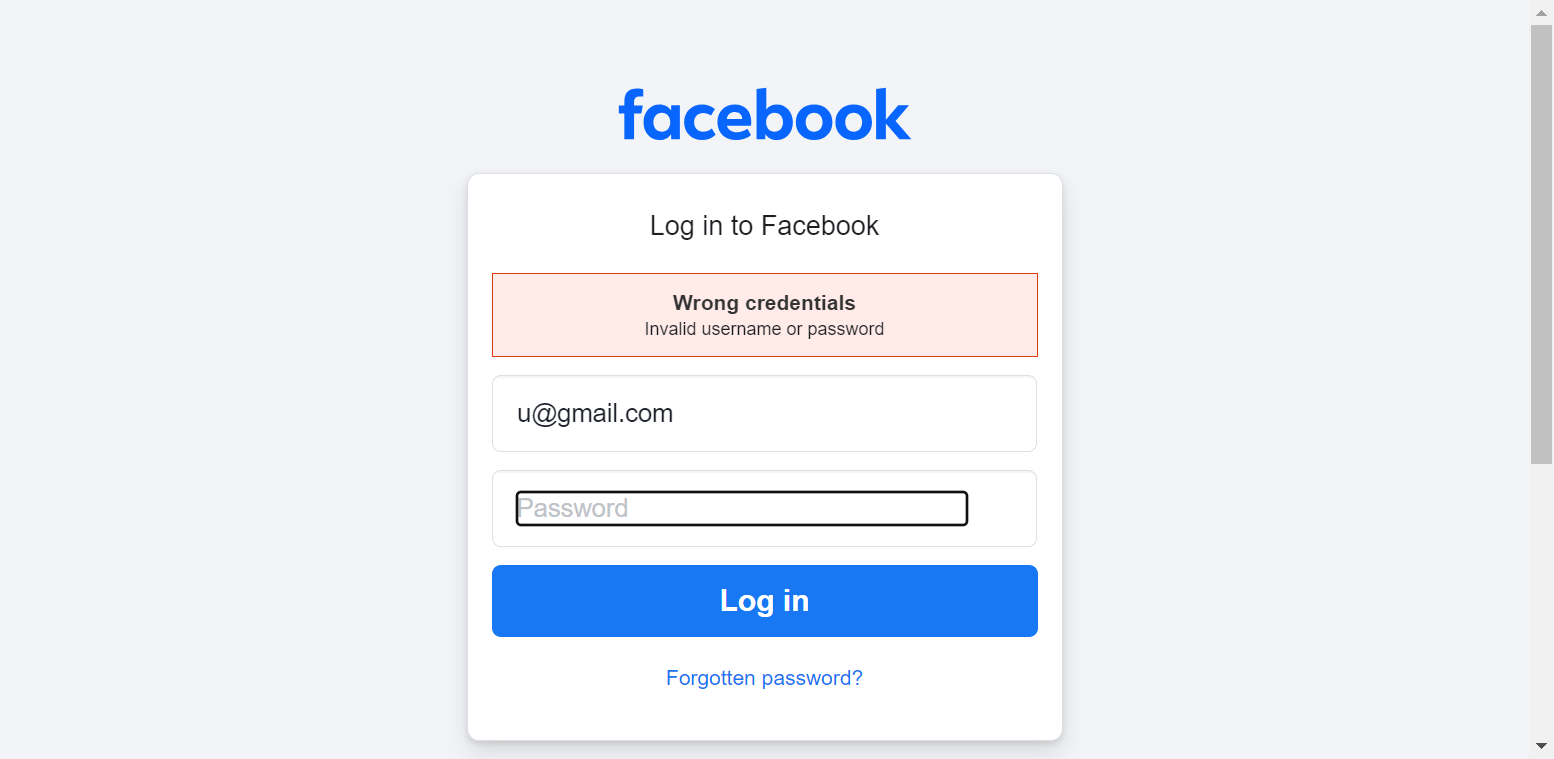 facebook
Log in to Facebook
Wrong credentials
Invalid username or password
u@gmail.com
Password
Log in
Forgotten password?